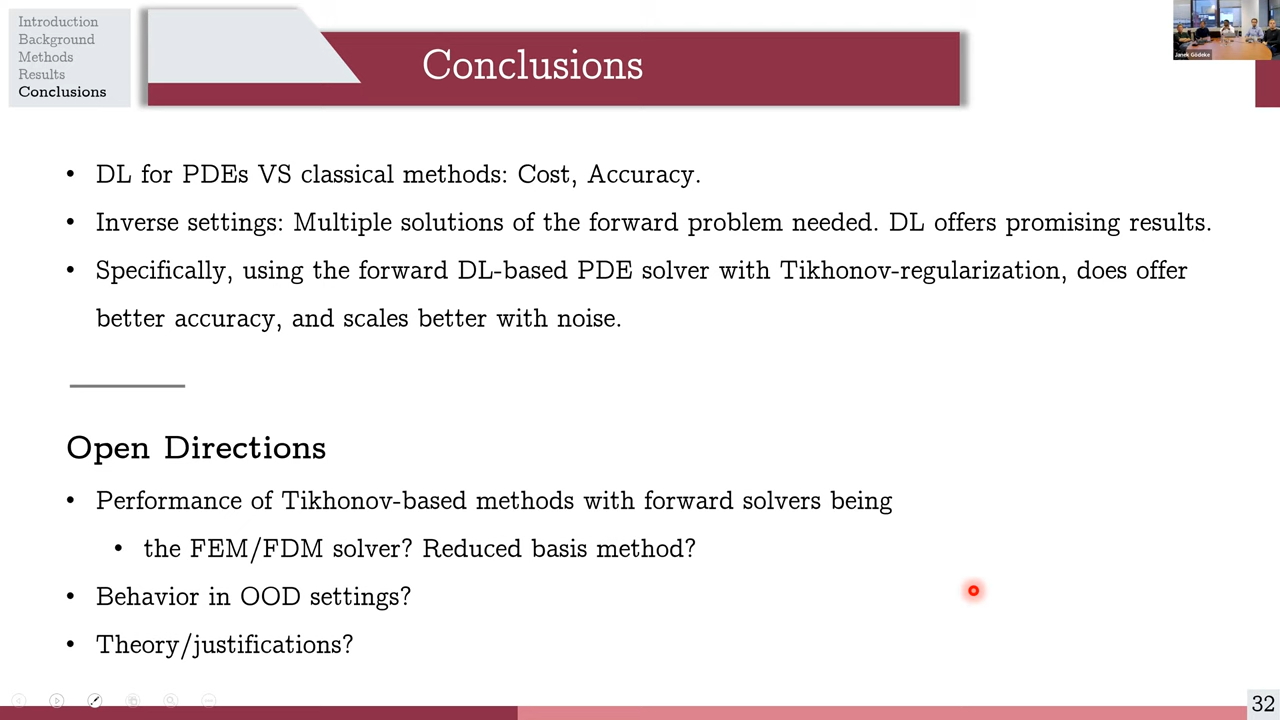 Introduction
Background
Methods
Results
Conclusions
Conclusions
Janek Gödeke
• DL for PDEs VS classical methods: Cost, Accuracy.
• Inverse settings: Multiple solutions of the forward problem needed. DL offers promising results.
• Specifically, using the forward DL-based PDE solver with Tikhonov-regularization, does offer
better accuracy, and scales better with noise.
Open Directions
• Performance of Tikhonov-based methods with forward solvers being
• the FEM/FDM solver? Reduced basis method?
• Behavior in OOD settings?
• Theory/justifications?
32